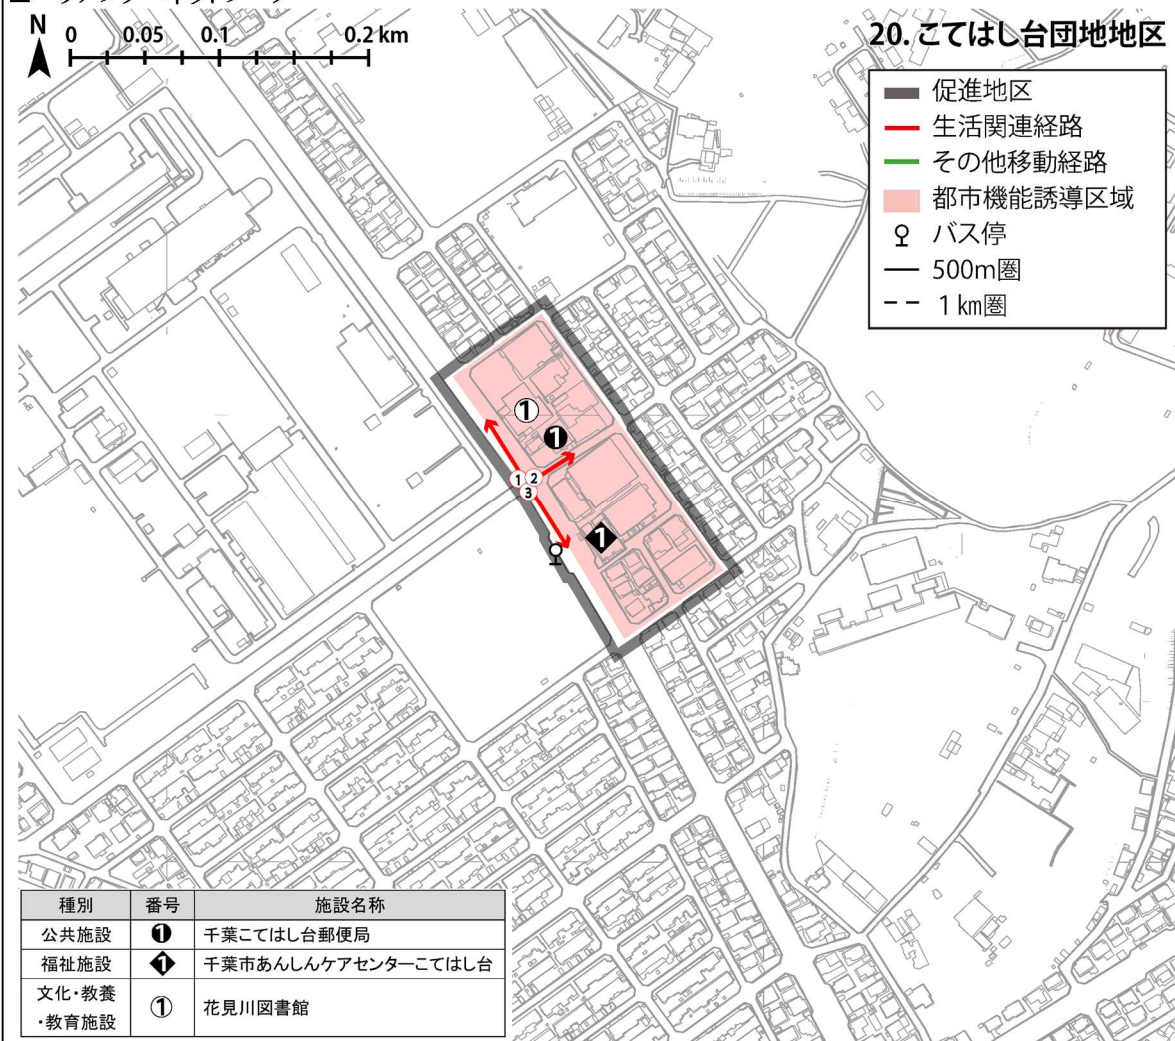 N 0 0.05 0.1 0.2 km
20. こてはし台団地地区
促進地区
生活関連経路
その他移動経路
都市機能誘導区域
バス停
500m圏
1 km圏
1
1
1 2
3
1
種別 番号 施設名称
公共施設 1 千葉こてはし台郵便局
福祉施設 1 千葉市あんしんケアセンターこてはし台
文化・教養
・教育施設 1 花見川図書館